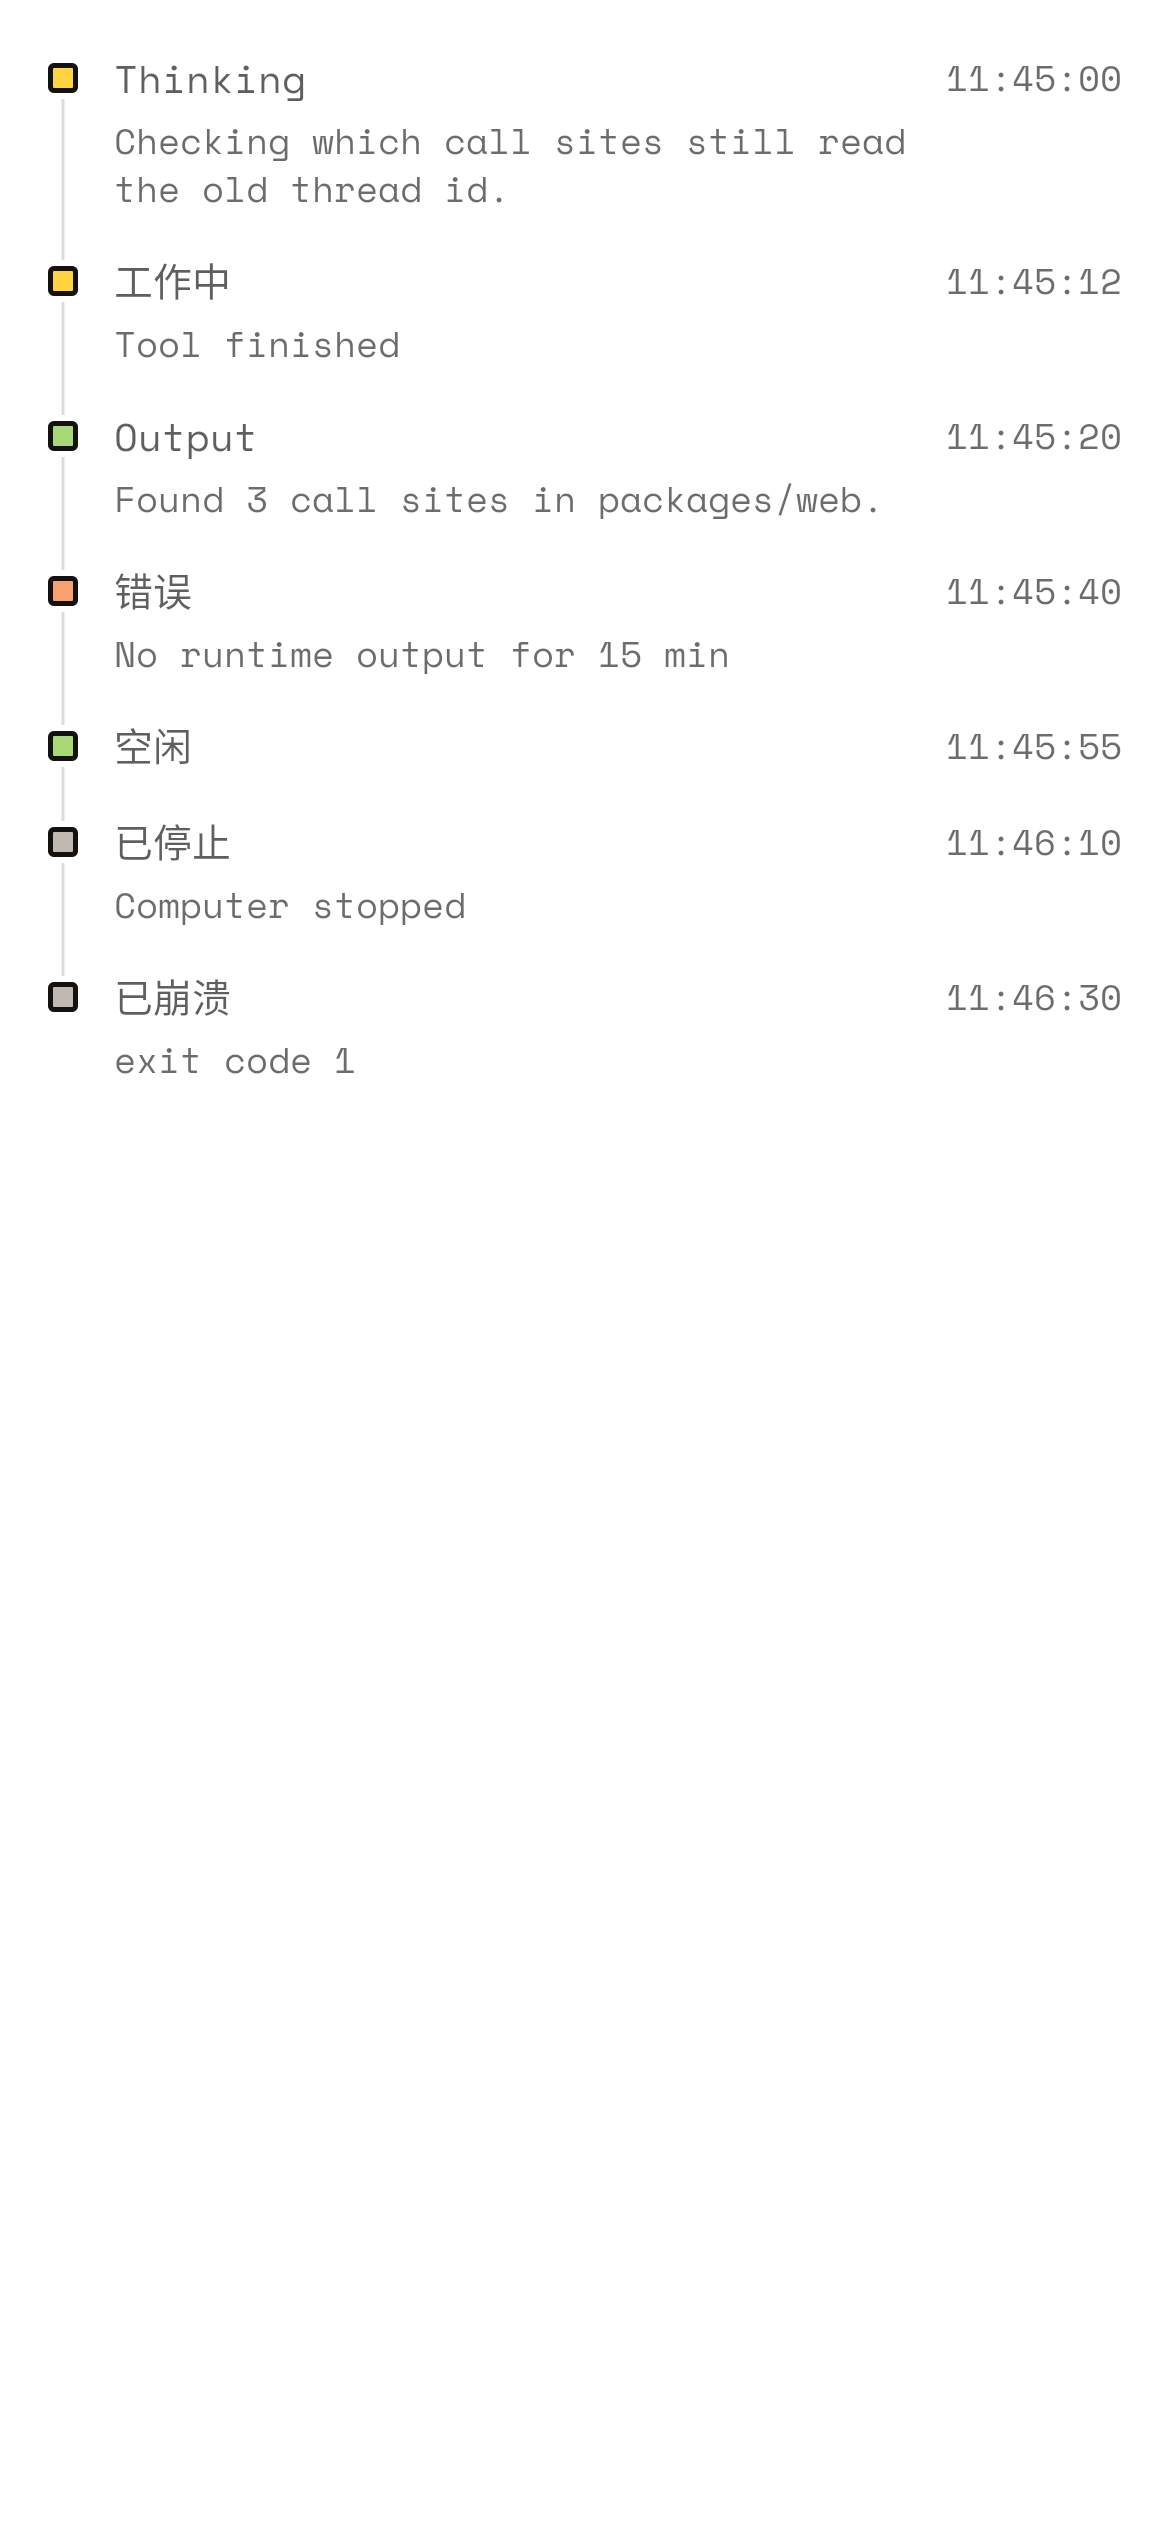 Thinking 11:45:00
Checking which call sites still read
the old thread id.
工作中 11:45:12
Tool finished
Output 11:45:20
Found 3 call sites in packages/web.
错误 11:45:40
No runtime output for 15 min
空闲 11:45:55
已停止 11:46:10
Computer stopped
已崩溃 11:46:30
exit code 1